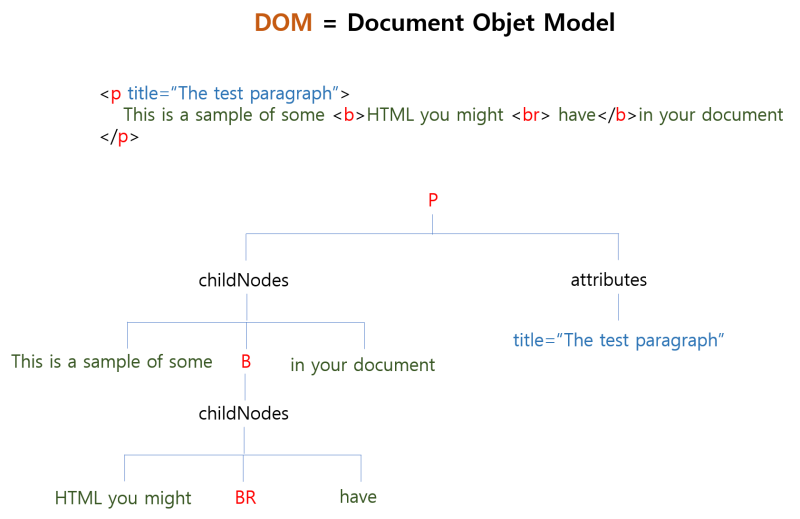 DOM = Document Objet Model
<p title="The test paragraph">
This is a sample of some <b>HTML you might <br> have</b>in your document
</p>
P
childNodes attributes
title="The test paragraph"
This is a sample of some B in your document
childNodes
HTML you might BR have